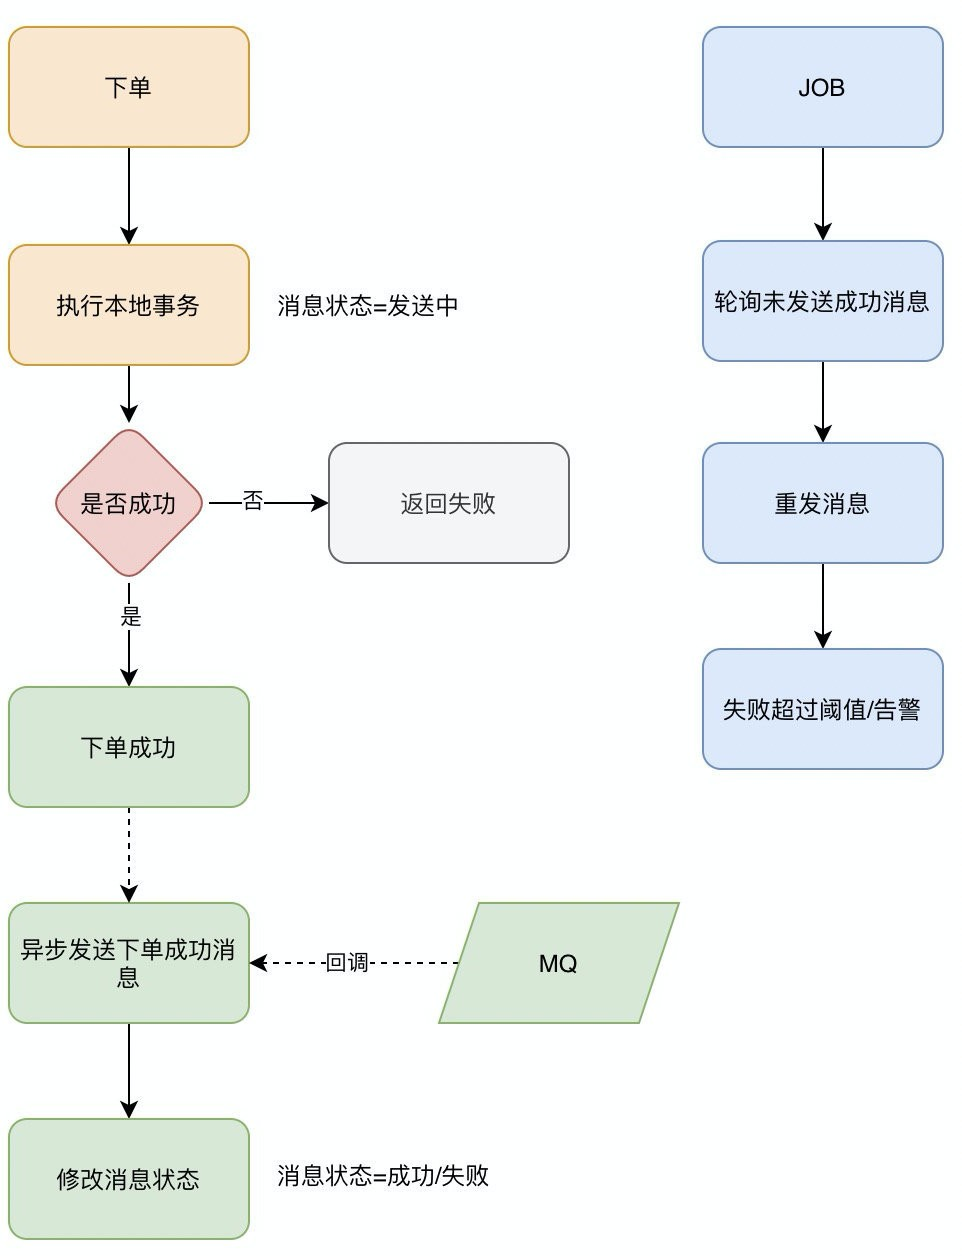 下单
执行本地事务
消息状态=发送中
是否成功
否
返回失败
是
下单成功
异步发送下单成功消
息
回调
MQ
修改消息状态
消息状态=成功/失败
JOB
轮询未发送成功消息
重发消息
失败超过阈值/告警